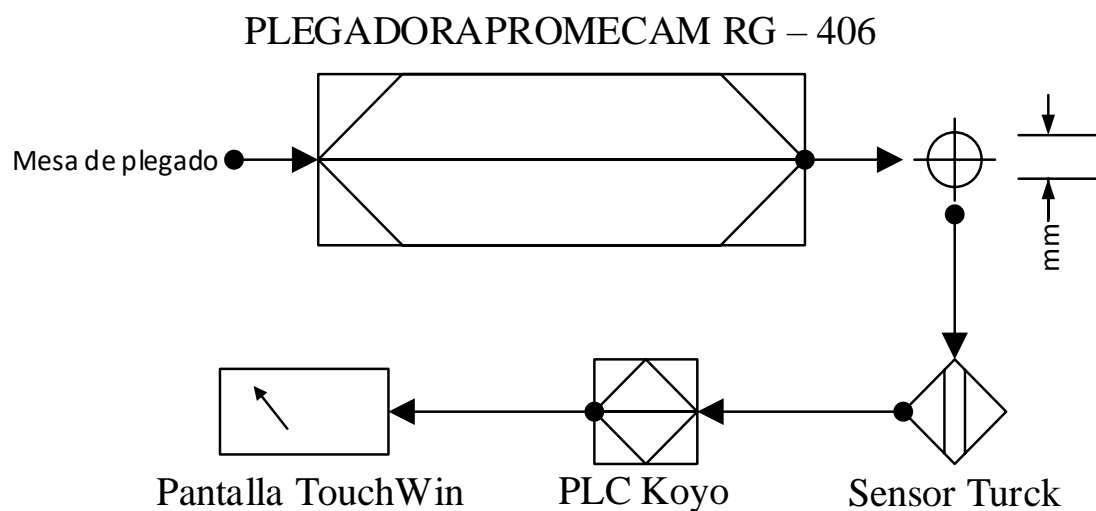 PLEGADORAPROMECAM RG – 406
Mesa de plegado
mm
Pantalla TouchWin
PLC Koyo
Sensor Turck